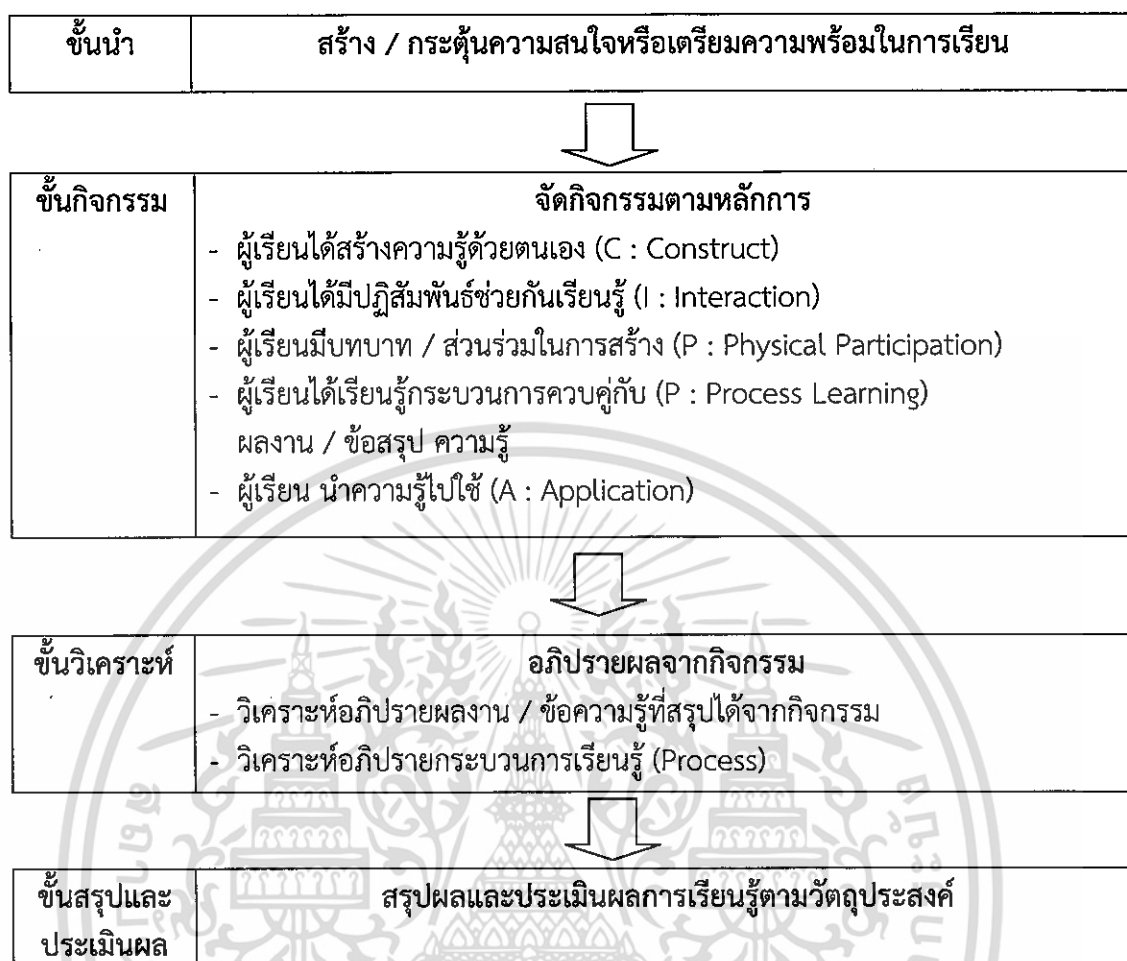 ขั้นนำ
สร้าง / กระตุ้นความสนใจหรือเตรียมความพร้อมในการเรียน
ขั้นกิจกรรม
จัดกิจกรรมตามหลักการ
- ผู้เรียนได้สร้างความรู้ด้วยตนเอง (C : Construct)
- ผู้เรียนได้มีปฏิสัมพันธ์ช่วยกันเรียนรู้ (I : Interaction)
- ผู้เรียนมีบทบาท / ส่วนร่วมในการสร้าง (P : Physical Participation)
- ผู้เรียนได้เรียนรู้กระบวนการควบคู่กับ (P : Process Learning)
ผลงาน / ข้อสรุป ความรู้
- ผู้เรียน นำความรู้ไปใช้ (A : Application)
ขั้นวิเคราะห์
อภิปรายผลจากกิจกรรม
- วิเคราะห์อภิปรายผลงาน / ข้อความรู้ที่สรุปได้จากกิจกรรม
- วิเคราะห์อภิปรายกระบวนการเรียนรู้ (Process)
ขั้นสรุปและ
ประเมินผล
สรุปผลและประเมินผลการเรียนรู้ตามวัตถุประสงค์